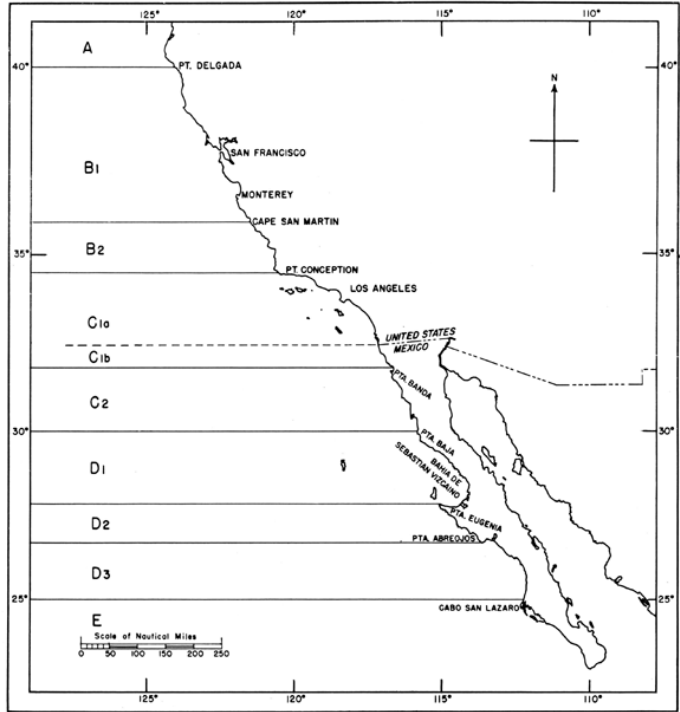 125° 120° 115° 110°
A
40° 40°
PT. DELGADA
N
SAN FRANCISCO
B1
MONTEREY
CAPE SAN MARTIN
B2
35° 35°
PT. CONCEPTION
LOS ANGELES
C1a
UNITED STATES
MEXICO
C1b
PTA. BANDA
C2
30° 30°
PTA. BAJA
D1
BAHIA DE
SEBASTIAN VIZCAINO
PTA. EUGENIA
D2
PTA. ABREOJOS
D3
25° 25°
CABO SAN LAZARO
E
Scale of Nautical Miles
0 50 100 150 200 250
125° 120° 115° 110°